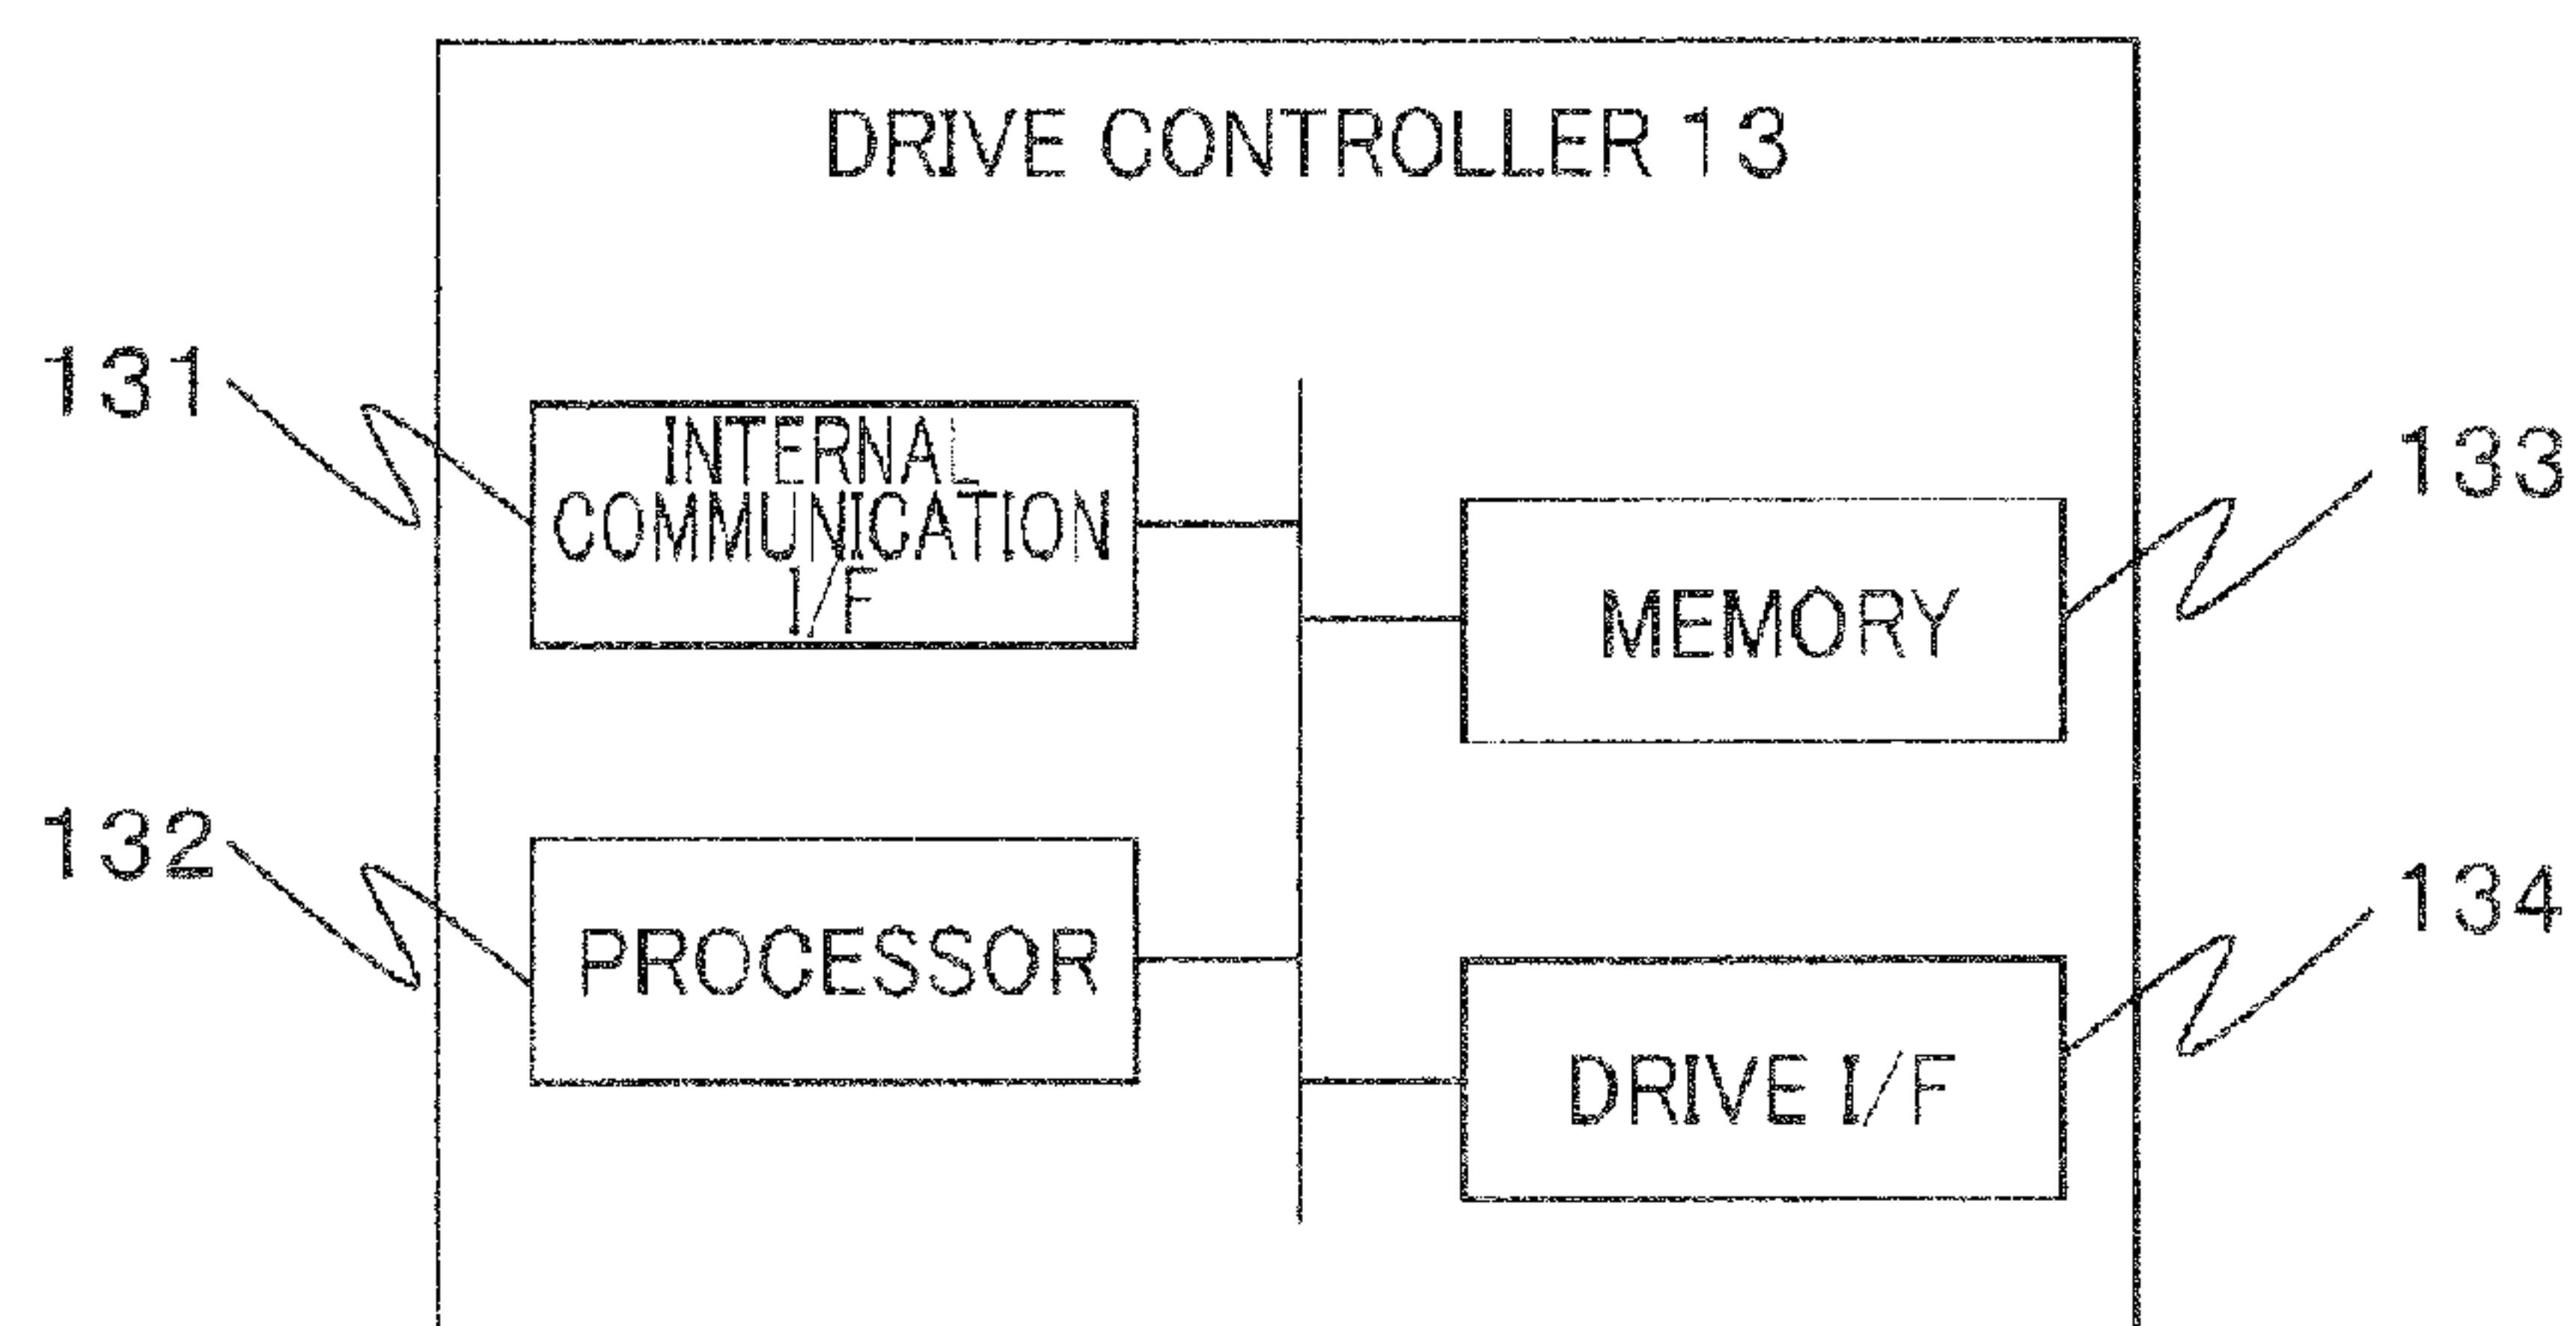 DRIVE CONTROLLER 13
131
INTERNAL
COMMUNICATION
I/F
133
MEMORY
132
PROCESSOR
134
DRIVE I/F